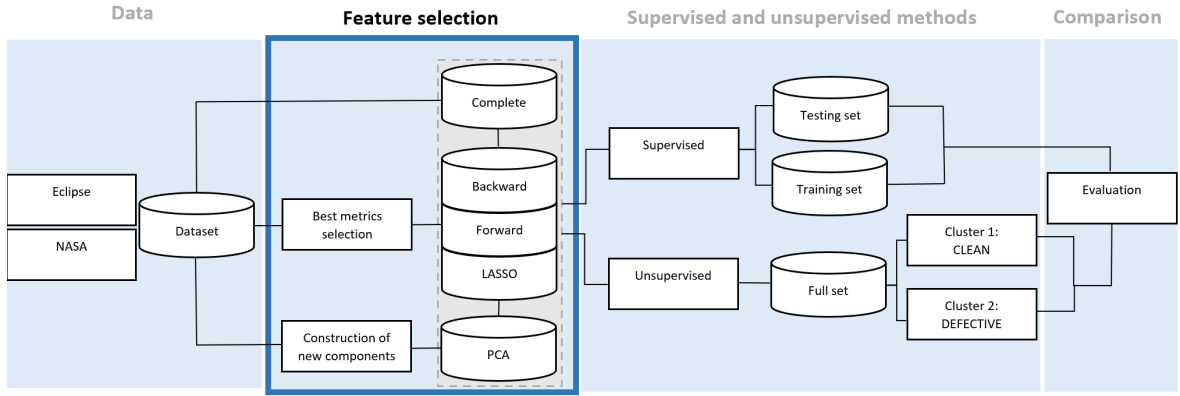 Data
Feature selection
Supervised and unsupervised methods
Comparison
Eclipse
NASA
Dataset
Best metrics
selection
Construction of
new components
Complete
Backward
Forward
LASSO
PCA
Supervised
Unsupervised
Testing set
Training set
Full set
Cluster 1:
CLEAN
Cluster 2:
DEFECTIVE
Evaluation